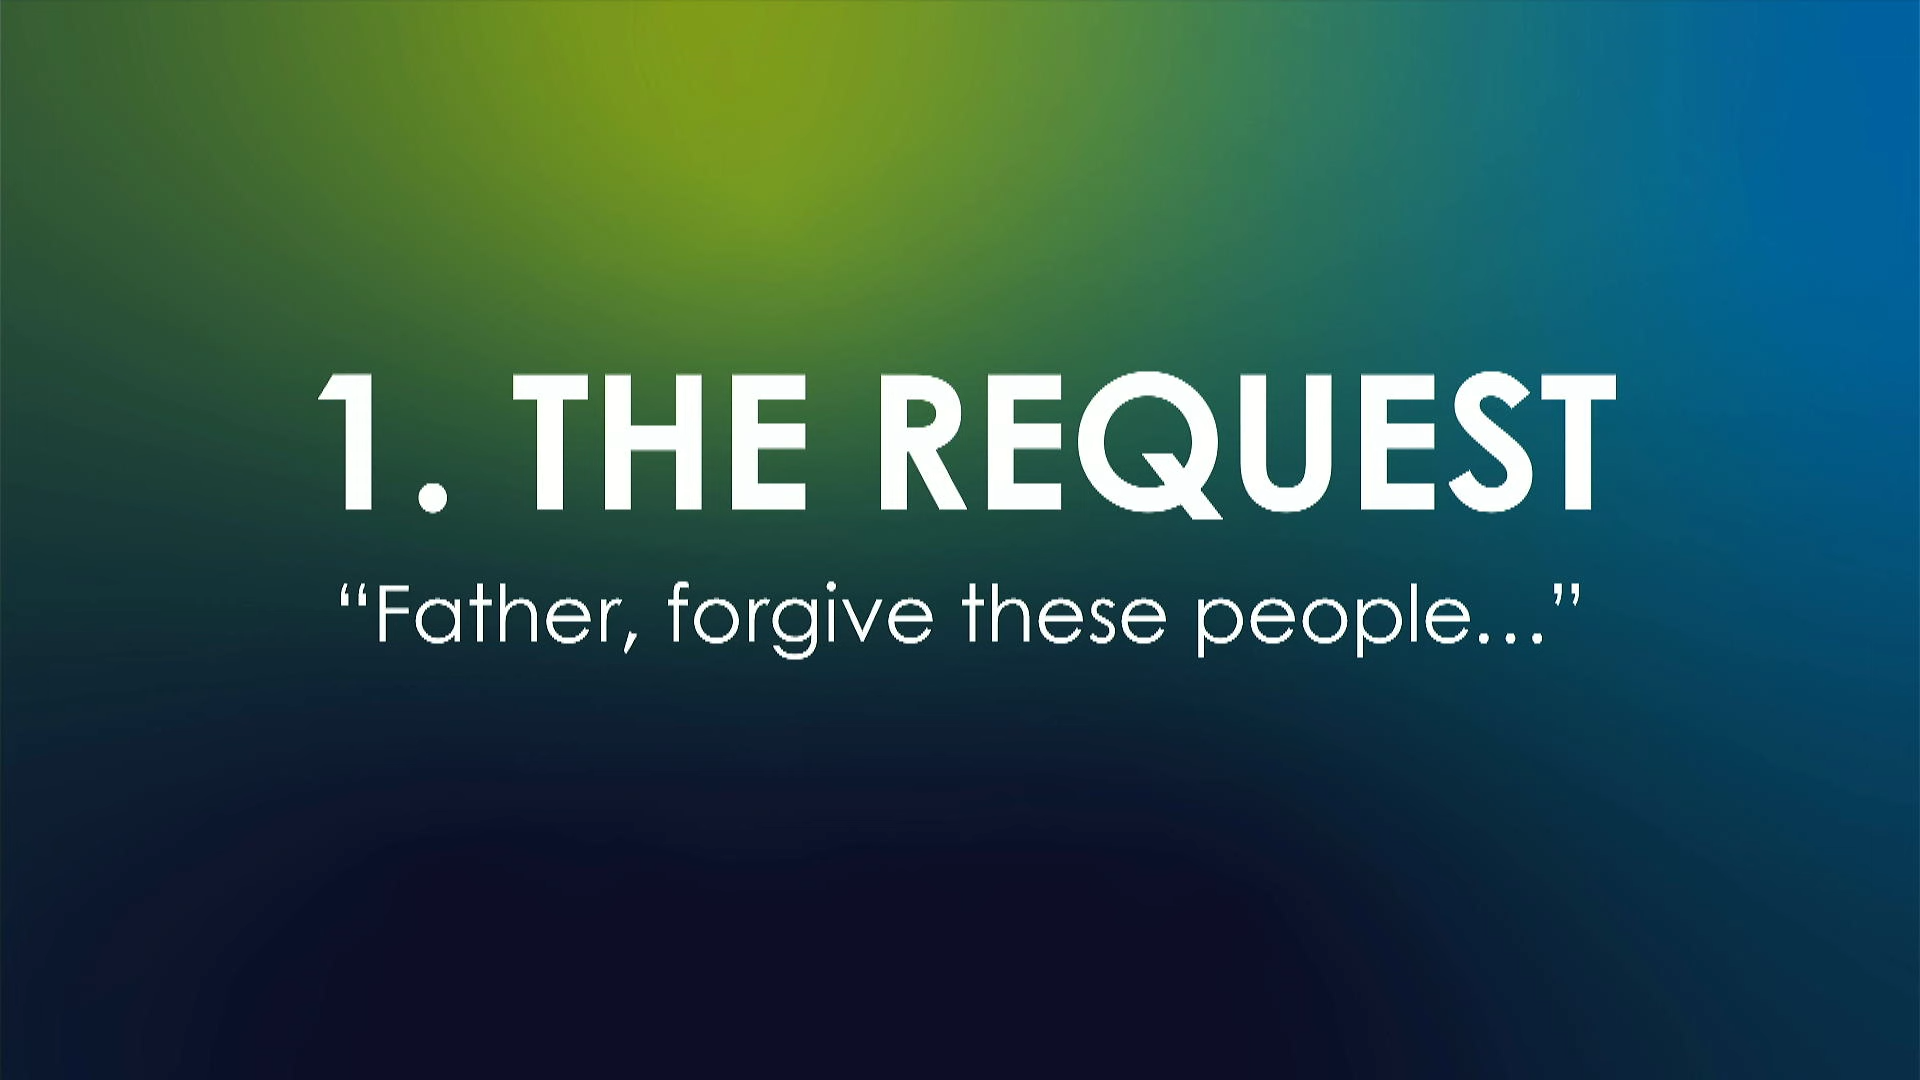 1. THE REQUEST
“Father, forgive these people…”